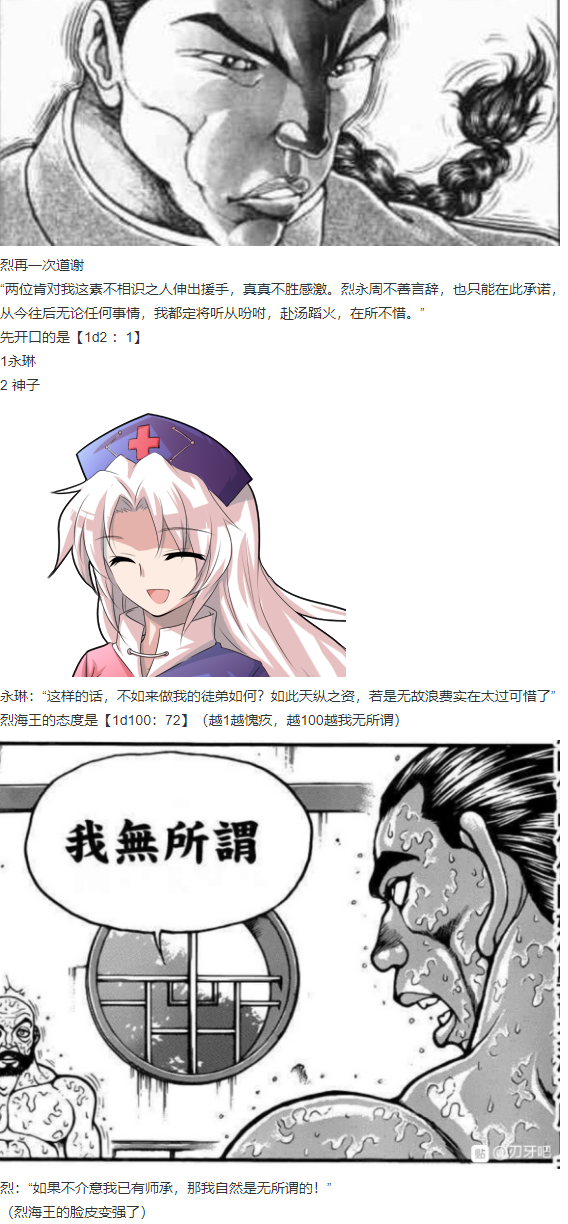 烈再一次道谢
“两位肯对我这素不相识之人伸出援手，真真不胜感激。烈永周不善言辞，也只能在此承诺，
从今往后无论任何事情，我都定将听从吩咐，赴汤蹈火，在所不惜。”
先开口的是【1d2：1】
1永琳
2 神子
永琳：“这样的话，不如来做我的徒弟如何？如此天纵之资，若是无故浪费实在太过可惜了”
烈海王的态度是【1d100：72】（越1越愧疚，越100越我无所谓）
我無所謂
贴 @刃牙吧
烈：“如果不介意我已有师承，那我自然是无所谓的！”
（烈海王的脸皮变强了）